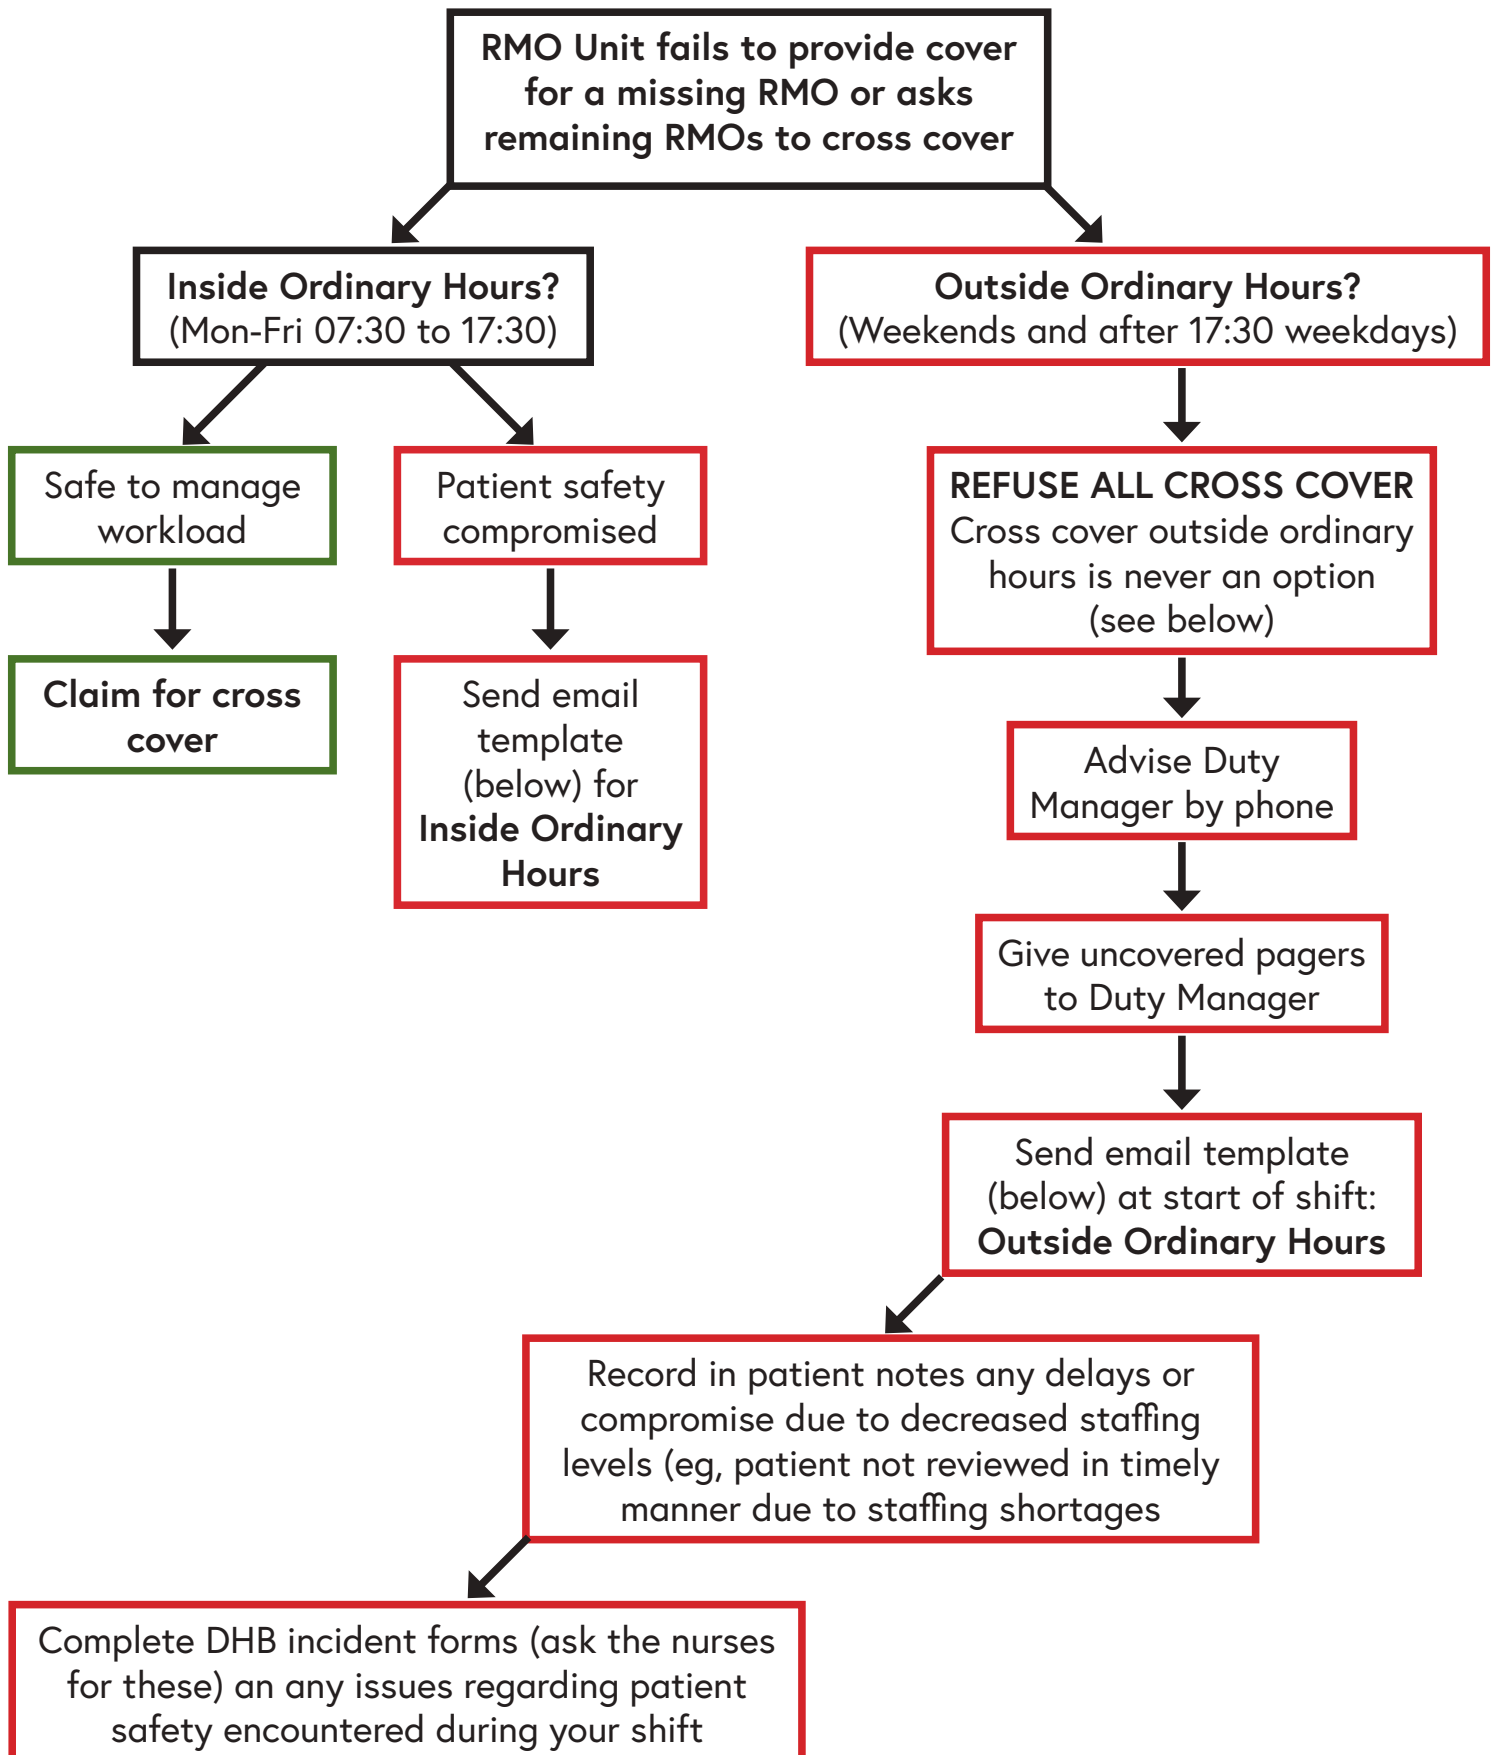 RMO Unit fails to provide cover
for a missing RMO or asks
remaining RMOs to cross cover
Inside Ordinary Hours?
(Mon-Fri 07:30 to 17:30)
Outside Ordinary Hours?
(Weekends and after 17:30 weekdays)
Safe to manage
workload
Patient safety
compromised
REFUSE ALL CROSS COVER
Cross cover outside ordinary
hours is never an option
(see below)
Claim for cross
cover
Send email
template
(below) for
Inside Ordinary
Hours
Advise Duty
Manager by phone
Give uncovered pagers
to Duty Manager
Send email template
(below) at start of shift:
Outside Ordinary Hours
Record in patient notes any delays or
compromise due to decreased staffing
levels (eg, patient not reviewed in timely
manner due to staffing shortages
Complete DHB incident forms (ask the nurses
for these) an any issues regarding patient
safety encountered during your shift